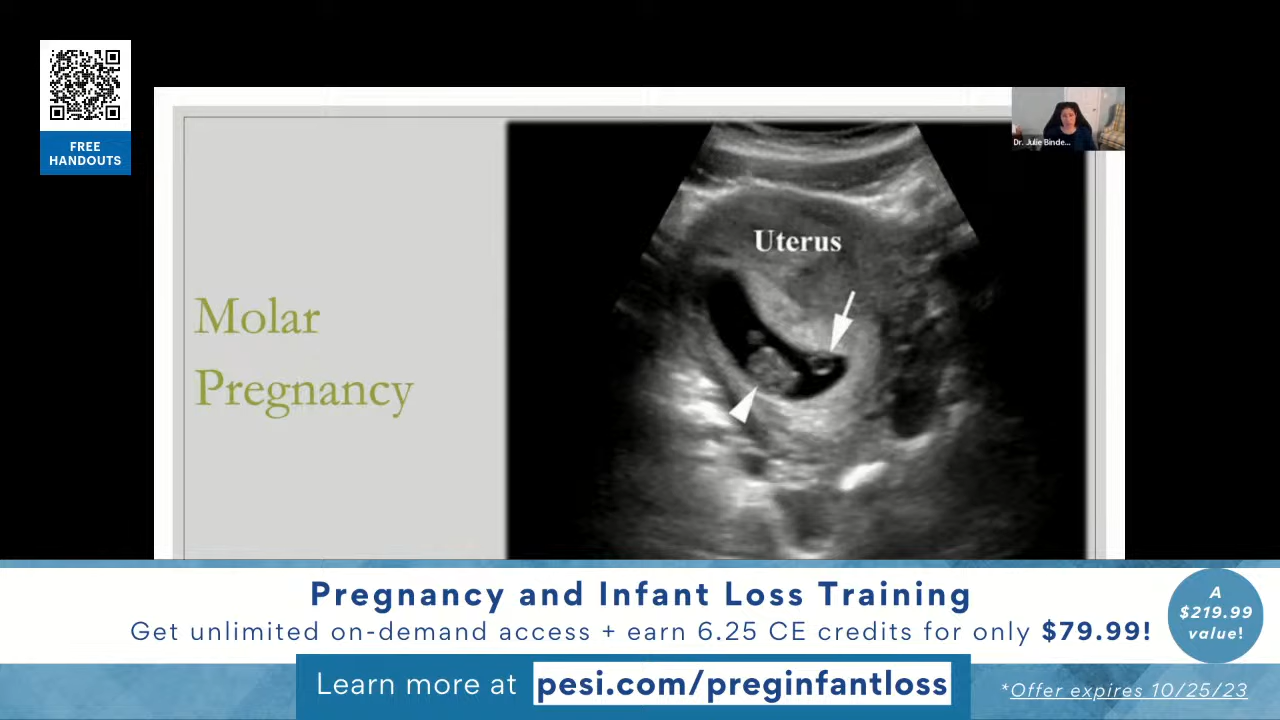 FREE
HANDOUTS
Dr. Julie Binde...
Uterus
Molar
Pregnancy
Pregnancy and Infant Loss Training
Get unlimited on-demand access + earn 6.25 CE credits for only $79.99!
A
$219.99
value!
Learn more at pesi.com/preginfantloss
*Offer expires 10/25/23